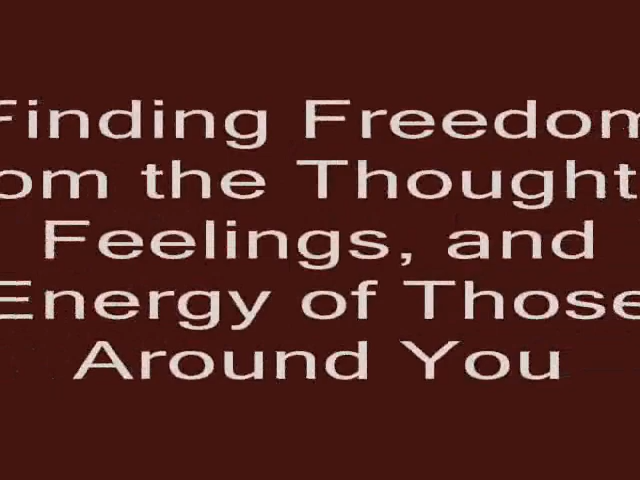 Finding Freedom
om the Thought
Feelings, and
Energy of Those
Around You